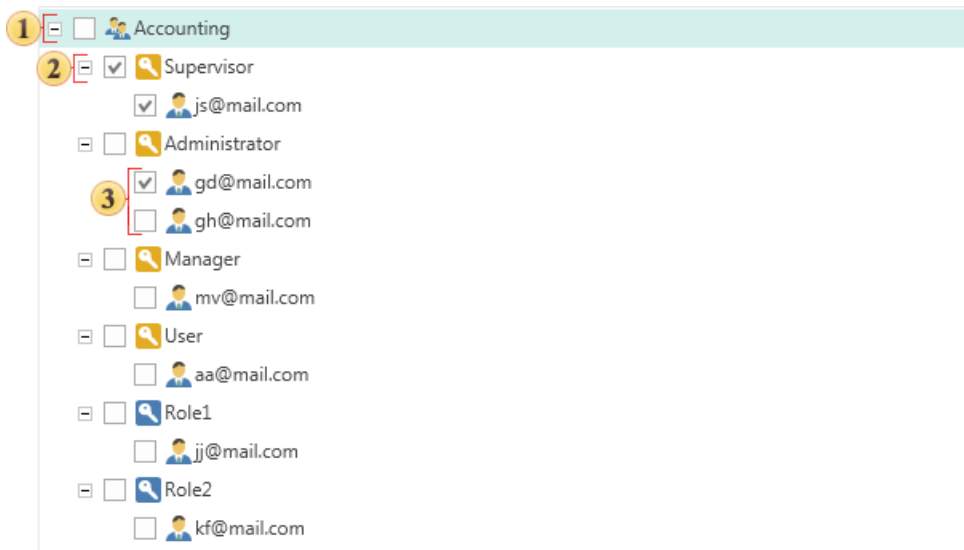 1 Accounting
2 Supervisor
js@mail.com
Administrator
gd@mail.com
3
gh@mail.com
Manager
mv@mail.com
User
aa@mail.com
Role1
jj@mail.com
Role2
kf@mail.com